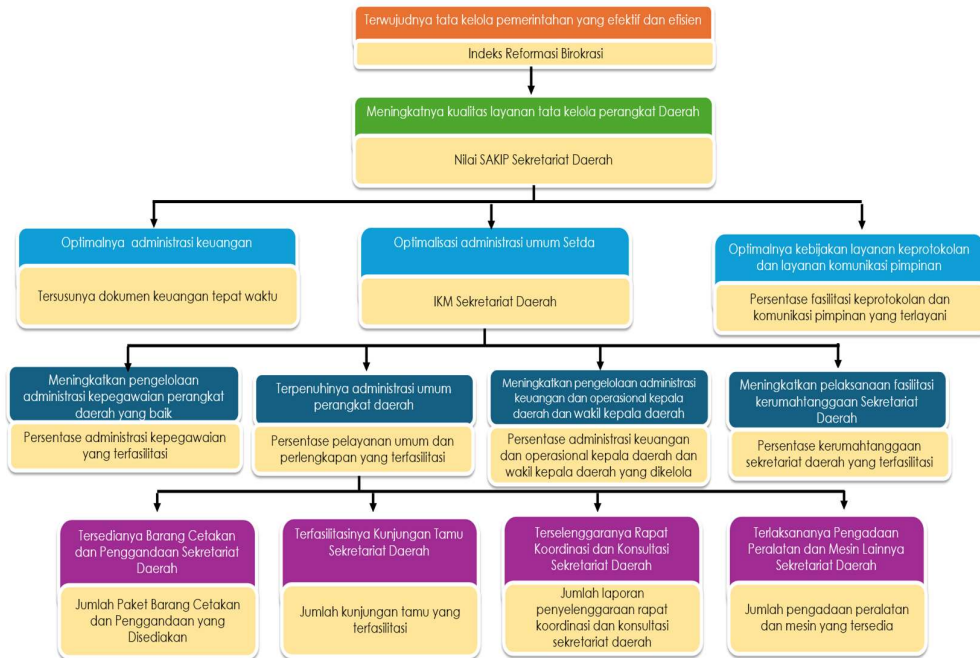 Terwujudnya tata kelola pemerintahan yang efektif dan efisien
Indeks Reformasi Birokrasi
Meningkatnya kualitas layanan tata kelola perangkat Daerah
Nilai SAKIP Sekretariat Daerah
Optimalnya administrasi keuangan
Tersusunya dokumen keuangan tepat waktu
Optimalisasi administrasi umum Setda
IKM Sekretariat Daerah
Optimalnya kebijakan layanan keprotokolan
dan layanan komunikasi pimpinan
Persentase fasilitasi keprotokolan dan
komunikasi pimpinan yang terlayani
Meningkatkan pengelolaan
administrasi kepegawaian perangkat
daerah yang baik
Persentase administrasi kepegawaian
yang terfasilitasi
Terpenuhinya administrasi umum
perangkat daerah
Persentase pelayanan umum dan
perlengkapan yang terfasilitasi
Meningkatkan pengelolaan administrasi
keuangan dan operasional kepala
daerah dan wakil kepala daerah
Persentase administrasi keuangan
dan operasional kepala daerah dan
wakil kepala daerah yang dikelola
Meningkatkan pelaksanaan fasilitasi
kerumahtanggaan Sekretariat
Daerah
Persentase kerumahtanggaan
sekretariat daerah yang terfasilitasi
Tersedianya Barang Cetakan
dan Penggandaan Sekretariat
Daerah
Jumlah Paket Barang Cetakan
dan Penggandaan yang
Disediakan
Terfasilitasinya Kunjungan Tamu
Sekretariat Daerah
Jumlah kunjungan tamu yang
terfasilitasi
Terselenggaranya Rapat
Koordinasi dan Konsultasi
Sekretariat Daerah
Jumlah laporan
penyelenggaraan rapat
koordinasi dan konsultasi
sekretariat daerah
Terlaksananya Pengadaan
Peralatan dan Mesin Lainnya
Sekretariat Daerah
Jumlah pengadaan peralatan
dan mesin yang tersedia